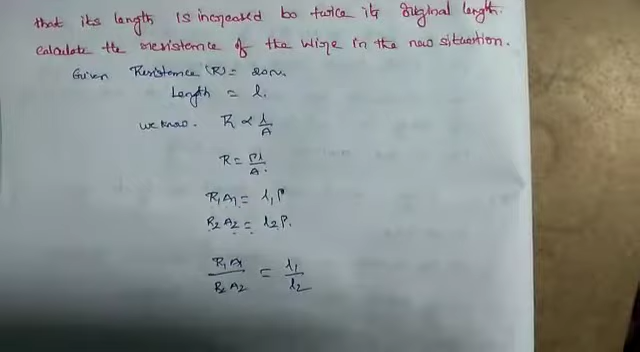 that its length is increased to twice its original length.
calculate the resistance of the wire in the new situation.
Given Resistance (R) = 20Ω.
Length = l.
we know. R ∝ l/A
R = ρl/A.
R₁A₁ = l₁ρ
R₂A₂ = l₂ρ.
R₁A₁/R₂A₂ = l₁/l₂